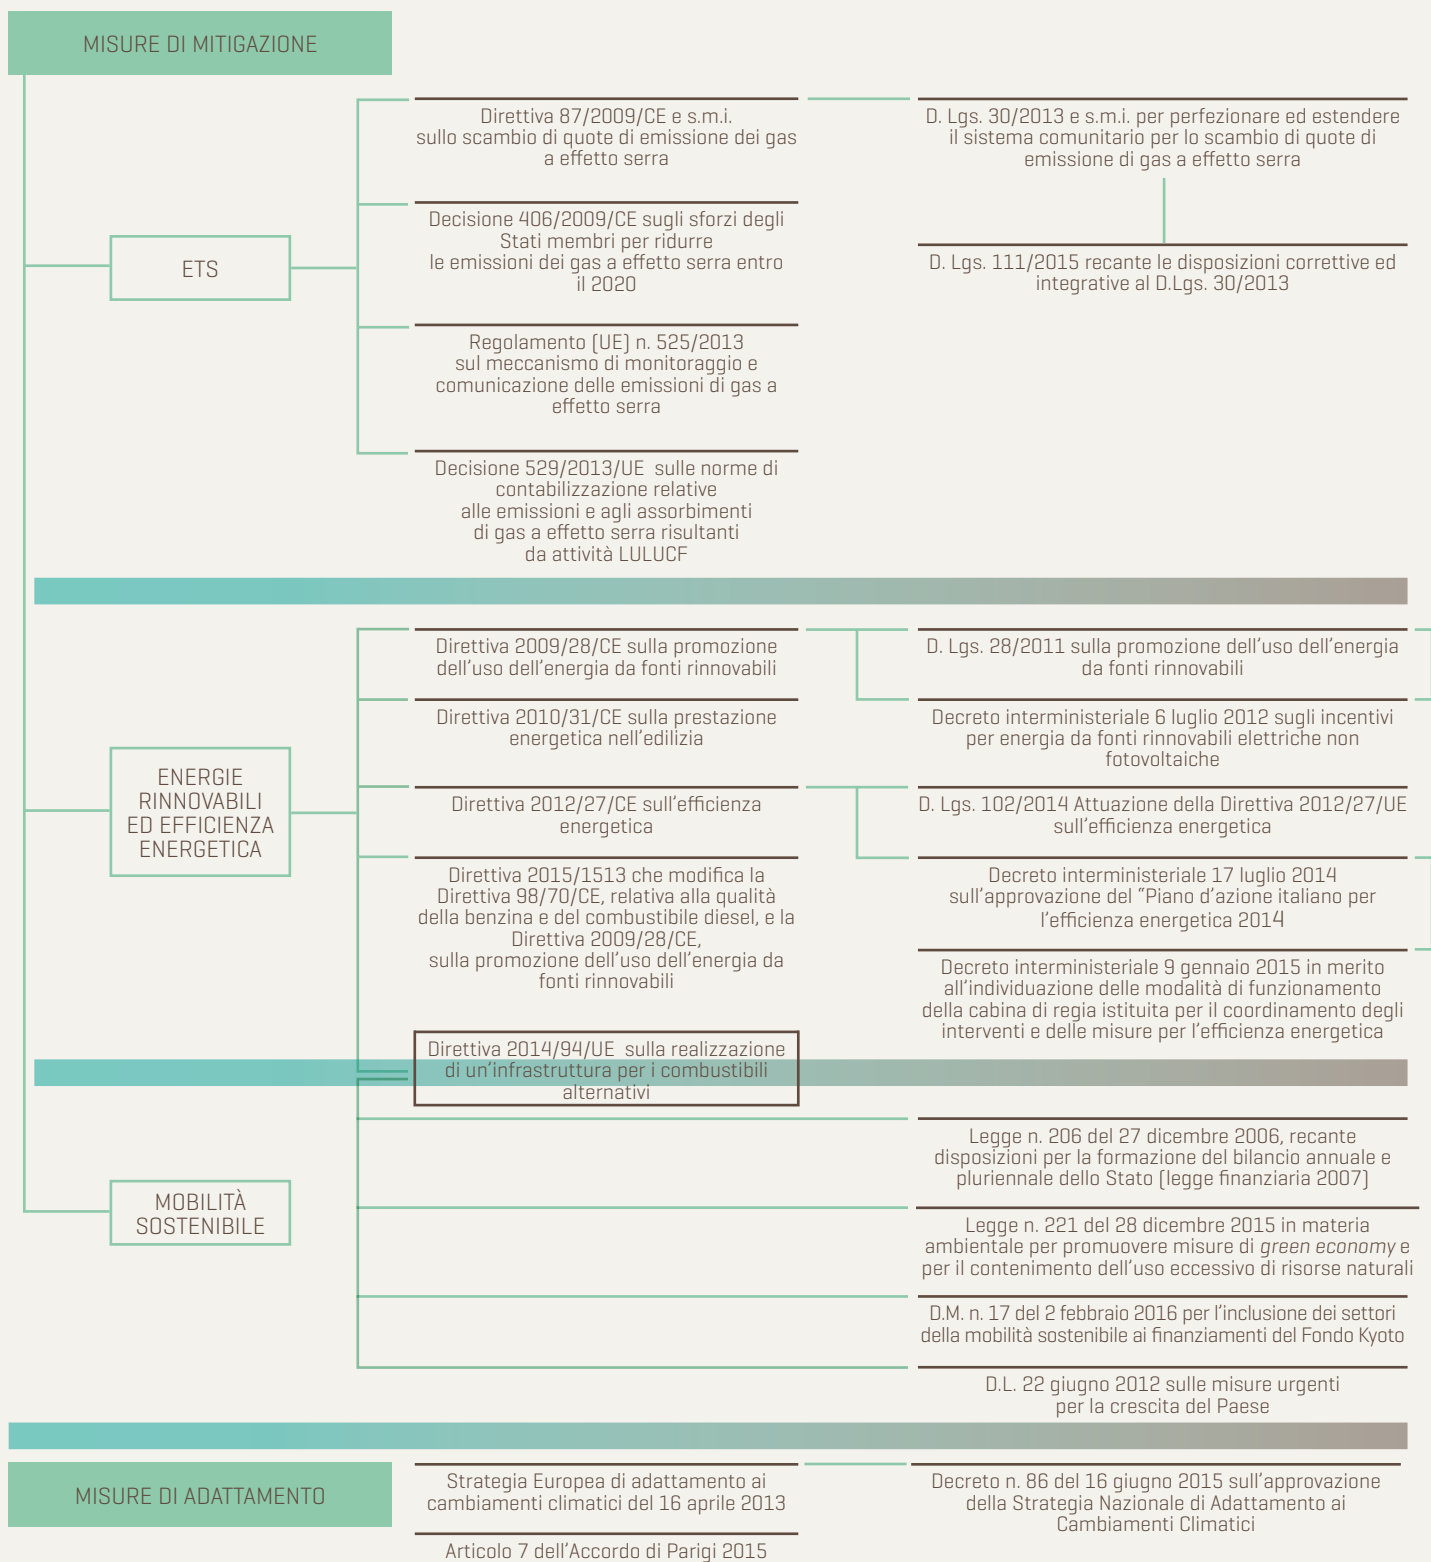 MISURE DI MITIGAZIONE
ETS
Direttiva 87/2009/CE e s.m.i.
sullo scambio di quote di emissione dei gas
a effetto serra
D. Lgs. 30/2013 e s.m.i. per perfezionare ed estendere
il sistema comunitario per lo scambio di quote di
emissione di gas a effetto serra
Decisione 406/2009/CE sugli sforzi degli
Stati membri per ridurre
le emissioni dei gas a effetto serra entro
il 2020
D. Lgs. 111/2015 recante le disposizioni correttive ed
integrative al D.Lgs. 30/2013
Regolamento (UE) n. 525/2013
sul meccanismo di monitoraggio e
comunicazione delle emissioni di gas a
effetto serra
Decisione 529/2013/UE sulle norme di
contabilizzazione relative
alle emissioni e agli assorbimenti
di gas a effetto serra risultanti
da attività LULUCF
ENERGIE
RINNOVABILI
ED EFFICIENZA
ENERGETICA
Direttiva 2009/28/CE sulla promozione
dell'uso dell'energia da fonti rinnovabili
D. Lgs. 28/2011 sulla promozione dell'uso dell'energia
da fonti rinnovabili
Direttiva 2010/31/CE sulla prestazione
energetica nell'edilizia
Decreto interministeriale 6 luglio 2012 sugli incentivi
per energia da fonti rinnovabili elettriche non
fotovoltaiche
Direttiva 2012/27/CE sull'efficienza
energetica
D. Lgs. 102/2014 Attuazione della Direttiva 2012/27/UE
sull'efficienza energetica
Direttiva 2015/1513 che modifica la
Direttiva 98/70/CE, relativa alla qualità
della benzina e del combustibile diesel, e la
Direttiva 2009/28/CE,
sulla promozione dell'uso dell'energia da
fonti rinnovabili
Decreto interministeriale 17 luglio 2014
sull'approvazione del "Piano d'azione italiano per
l'efficienza energetica 2014
Decreto interministeriale 9 gennaio 2015 in merito
all'individuazione delle modalità di funzionamento
della cabina di regia istituita per il coordinamento degli
interventi e delle misure per l'efficienza energetica
Direttiva 2014/94/UE sulla realizzazione
di un'infrastruttura per i combustibili
alternativi
MOBILITÀ
SOSTENIBILE
Legge n. 206 del 27 dicembre 2006, recante
disposizioni per la formazione del bilancio annuale e
pluriennale dello Stato (legge finanziaria 2007)
Legge n. 221 del 28 dicembre 2015 in materia
ambientale per promuovere misure di green economy e
per il contenimento dell'uso eccessivo di risorse naturali
D.M. n. 17 del 2 febbraio 2016 per l'inclusione dei settori
della mobilità sostenibile ai finanziamenti del Fondo Kyoto
D.L. 22 giugno 2012 sulle misure urgenti
per la crescita del Paese
MISURE DI ADATTAMENTO
Strategia Europea di adattamento ai
cambiamenti climatici del 16 aprile 2013
Decreto n. 86 del 16 giugno 2015 sull'approvazione
della Strategia Nazionale di Adattamento ai
Cambiamenti Climatici
Articolo 7 dell'Accordo di Parigi 2015